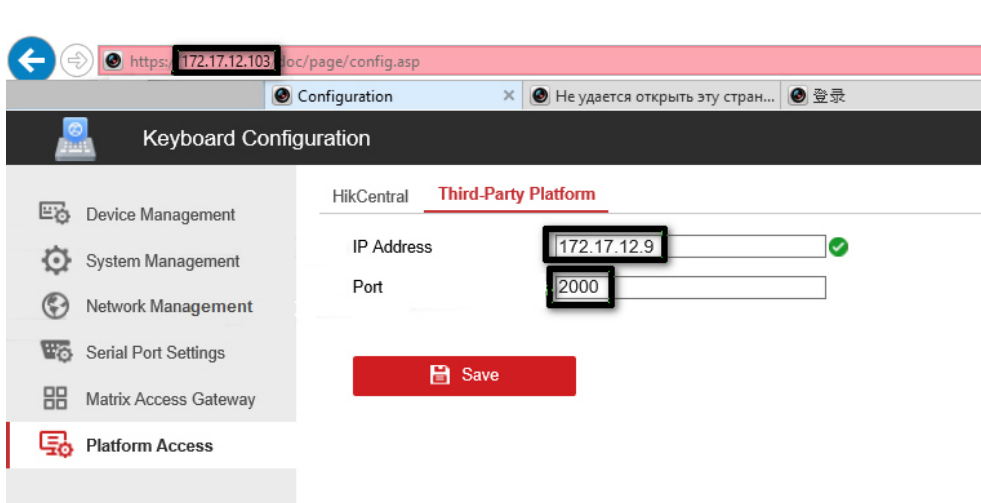 https:/ 172.17.12.103/doc/page/config.asp
Configuration
Не удается открыть эту стран...
登录
Keyboard Configuration
HikCentral
Third-Party Platform
Device Management
System Management
Network Management
Serial Port Settings
Matrix Access Gateway
Platform Access
IP Address
172.17.12.9
Port
2000
Save